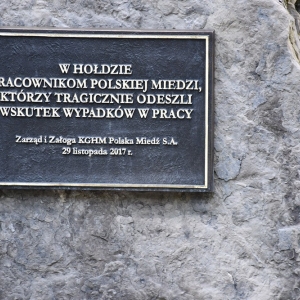 W HOŁDZIE
RACOWNIKOM POLSKIEJ MIEDZI,
KTÓRZY TRAGICZNIE ODESZLI
WSKUTEK WYPADKÓW W PRACY
Zarząd i Załoga KGHM Polska Miedź S.A.
29 listopada 2017 r.